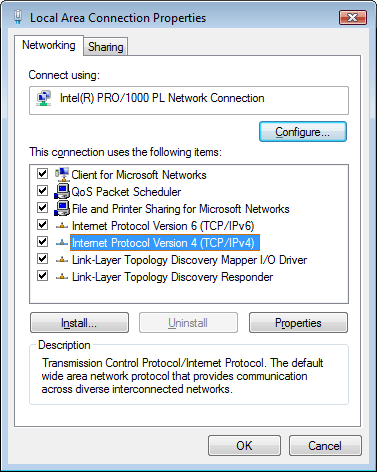 Local Area Connection Properties
Networking
Sharing
Connect using:
Intel(R) PRO/1000 PL Network Connection
Configure...
This connection uses the following items:
Client for Microsoft Networks
QoS Packet Scheduler
File and Printer Sharing for Microsoft Networks
Internet Protocol Version 6 (TCP/IPv6)
Internet Protocol Version 4 (TCP/IPv4)
Link-Layer Topology Discovery Mapper I/O Driver
Link-Layer Topology Discovery Responder
Install...
Uninstall
Properties
Description
Transmission Control Protocol/Internet Protocol. The default
wide area network protocol that provides communication
across diverse interconnected networks.
OK
Cancel